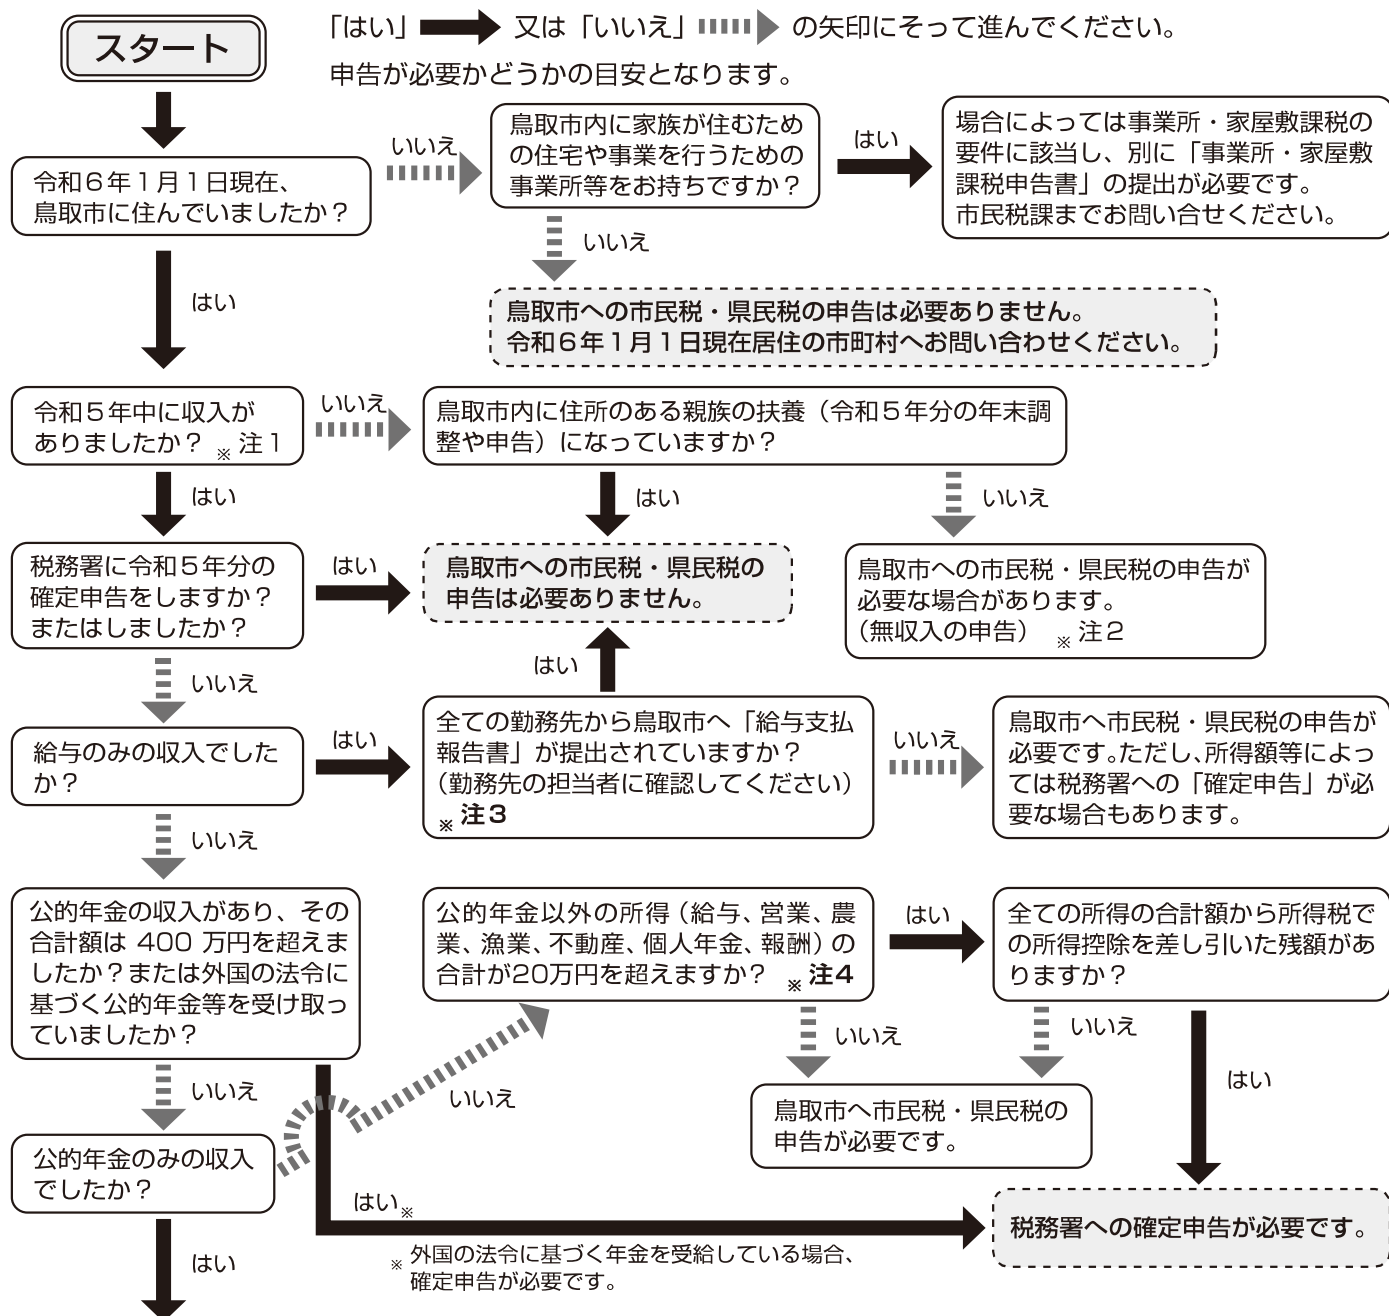 スタート
「はい」 又は「いいえ」 の矢印にそって進んでください。
申告が必要かどうかの目安となります。
令和6年1月1日現在、
鳥取市に住んでいましたか?
いいえ
鳥取市内に家族が住むため
の住宅や事業を行うための
事業所等をお持ちですか?
はい
場合によっては事業所・家屋敷課税の
要件に該当し、別に「事業所・家屋敷
課税申告書」の提出が必要です。
市民税課までお問い合せください。
いいえ
鳥取市への市民税・県民税の申告は必要ありません。
令和6年1月1日現在居住の市町村へお問い合わせください。
はい
令和5年中に収入が
ありましたか? ※ 注1
いいえ
鳥取市内に住所のある親族の扶養(令和5年分の年末調
整や申告)になっていますか?
はい
はい
いいえ
税務署に令和5年分の
確定申告をしますか?
またはしましたか?
はい
鳥取市への市民税・県民税の
申告は必要ありません。
鳥取市への市民税・県民税の申告が
必要な場合があります。
(無収入の申告) ※ 注2
いいえ
はい
給与のみの収入でした
か?
はい
全ての勤務先から鳥取市へ「給与支払
報告書」が提出されていますか?
(勤務先の担当者に確認してください)
※ 注3
いいえ
鳥取市へ市民税・県民税の申告が
必要です。ただし、所得額等によっ
ては税務署への「確定申告」が必
要な場合もあります。
いいえ
公的年金の収入があり、その
合計額は 400 万円を超えま
したか?または外国の法令に
基づく公的年金等を受け取っ
ていましたか?
公的年金以外の所得(給与、営業、農
業、漁業、不動産、個人年金、報酬)の
合計が20万円を超えますか? ※ 注4
はい
全ての所得の合計額から所得税で
の所得控除を差し引いた残額があ
りますか?
いいえ
いいえ
いいえ
いいえ
はい
鳥取市へ市民税・県民税の
申告が必要です。
公的年金のみの収入
でしたか?
はい※
※ 外国の法令に基づく年金を受給している場合、
確定申告が必要です。
税務署への確定申告が必要です。
はい